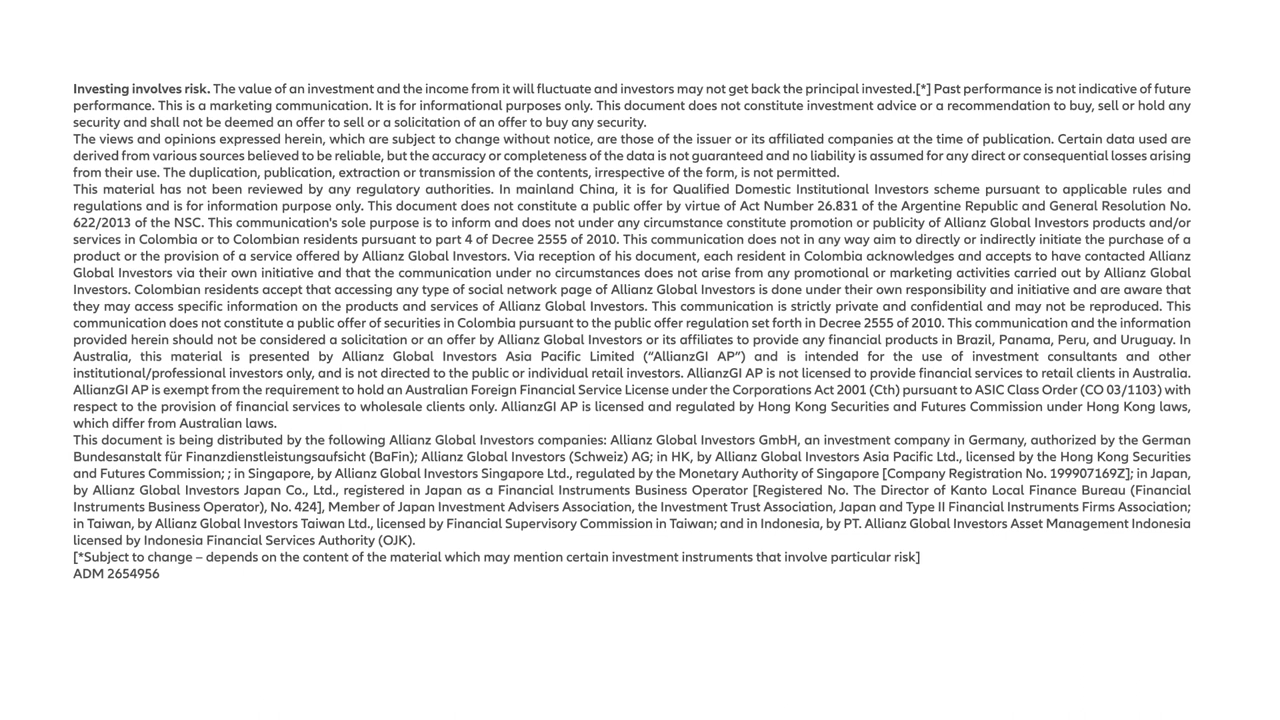 Investing involves risk. The value of an investment and the income from it will fluctuate and investors may not get back the principal invested.[*] Past performance is not indicative of future
performance. This is a marketing communication. It is for informational purposes only. This document does not constitute investment advice or a recommendation to buy, sell or hold any
security and shall not be deemed an offer to sell or a solicitation of an offer to buy any security.
The views and opinions expressed herein, which are subject to change without notice, are those of the issuer or its affiliated companies at the time of publication. Certain data used are
derived from various sources believed to be reliable, but the accuracy or completeness of the data is not guaranteed and no liability is assumed for any direct or consequential losses arising
from their use. The duplication, publication, extraction or transmission of the contents, irrespective of the form, is not permitted.
This material has not been reviewed by any regulatory authorities. In mainland China, it is for Qualified Domestic Institutional Investors scheme pursuant to applicable rules and
regulations and is for information purpose only. This document does not constitute a public offer by virtue of Act Number 26.831 of the Argentine Republic and General Resolution No.
622/2013 of the NSC. This communication's sole purpose is to inform and does not under any circumstance constitute promotion or publicity of Allianz Global Investors products and/or
services in Colombia or to Colombian residents pursuant to part 4 of Decree 2555 of 2010. This communication does not in any way aim to directly or indirectly initiate the purchase of a
product or the provision of a service offered by Allianz Global Investors. Via reception of his document, each resident in Colombia acknowledges and accepts to have contacted Allianz
Global Investors via their own initiative and that the communication under no circumstances does not arise from any promotional or marketing activities carried out by Allianz Global
Investors. Colombian residents accept that accessing any type of social network page of Allianz Global Investors is done under their own responsibility and initiative and are aware that
they may access specific information on the products and services of Allianz Global Investors. This communication is strictly private and confidential and may not be reproduced. This
communication does not constitute a public offer of securities in Colombia pursuant to the public offer regulation set forth in Decree 2555 of 2010. This communication and the information
provided herein should not be considered a solicitation or an offer by Allianz Global Investors or its affiliates to provide any financial products in Brazil, Panama, Peru, and Uruguay. In
Australia, this material is presented by Allianz Global Investors Asia Pacific Limited (“AllianzGI AP”) and is intended for the use of investment consultants and other
institutional/professional investors only, and is not directed to the public or individual retail investors. AllianzGI AP is not licensed to provide financial services to retail clients in Australia.
AllianzGI AP is exempt from the requirement to hold an Australian Foreign Financial Service License under the Corporations Act 2001 (Cth) pursuant to ASIC Class Order (CO 03/1103) with
respect to the provision of financial services to wholesale clients only. AllianzGI AP is licensed and regulated by Hong Kong Securities and Futures Commission under Hong Kong laws,
which differ from Australian laws.
This document is being distributed by the following Allianz Global Investors companies: Allianz Global Investors GmbH, an investment company in Germany, authorized by the German
Bundesanstalt für Finanzdienstleistungsaufsicht (BaFin); Allianz Global Investors (Schweiz) AG; in HK, by Allianz Global Investors Asia Pacific Ltd., licensed by the Hong Kong Securities
and Futures Commission; ; in Singapore, by Allianz Global Investors Singapore Ltd., regulated by the Monetary Authority of Singapore [Company Registration No. 199907169Z]; in Japan,
by Allianz Global Investors Japan Co., Ltd., registered in Japan as a Financial Instruments Business Operator [Registered No. The Director of Kanto Local Finance Bureau (Financial
Instruments Business Operator), No. 424], Member of Japan Investment Advisers Association, the Investment Trust Association, Japan and Type II Financial Instruments Firms Association;
in Taiwan, by Allianz Global Investors Taiwan Ltd., licensed by Financial Supervisory Commission in Taiwan; and in Indonesia, by PT. Allianz Global Investors Asset Management Indonesia
licensed by Indonesia Financial Services Authority (OJK).
[*Subject to change – depends on the content of the material which may mention certain investment instruments that involve particular risk]
ADM 2654956